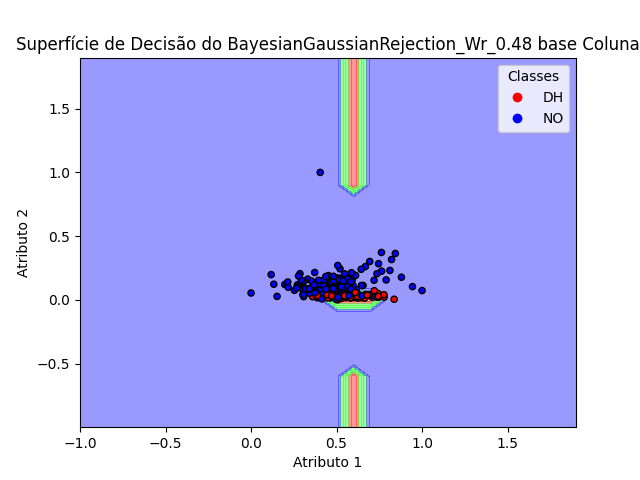 Superfície de Decisão do BayesianGaussianRejection_Wr_0.48 base Coluna
Classes
DH
NO
1.5
1.0
0.5
0.0
−0.5
Atributo 2
−1.0
−0.5
0.0
0.5
1.0
1.5
Atributo 1